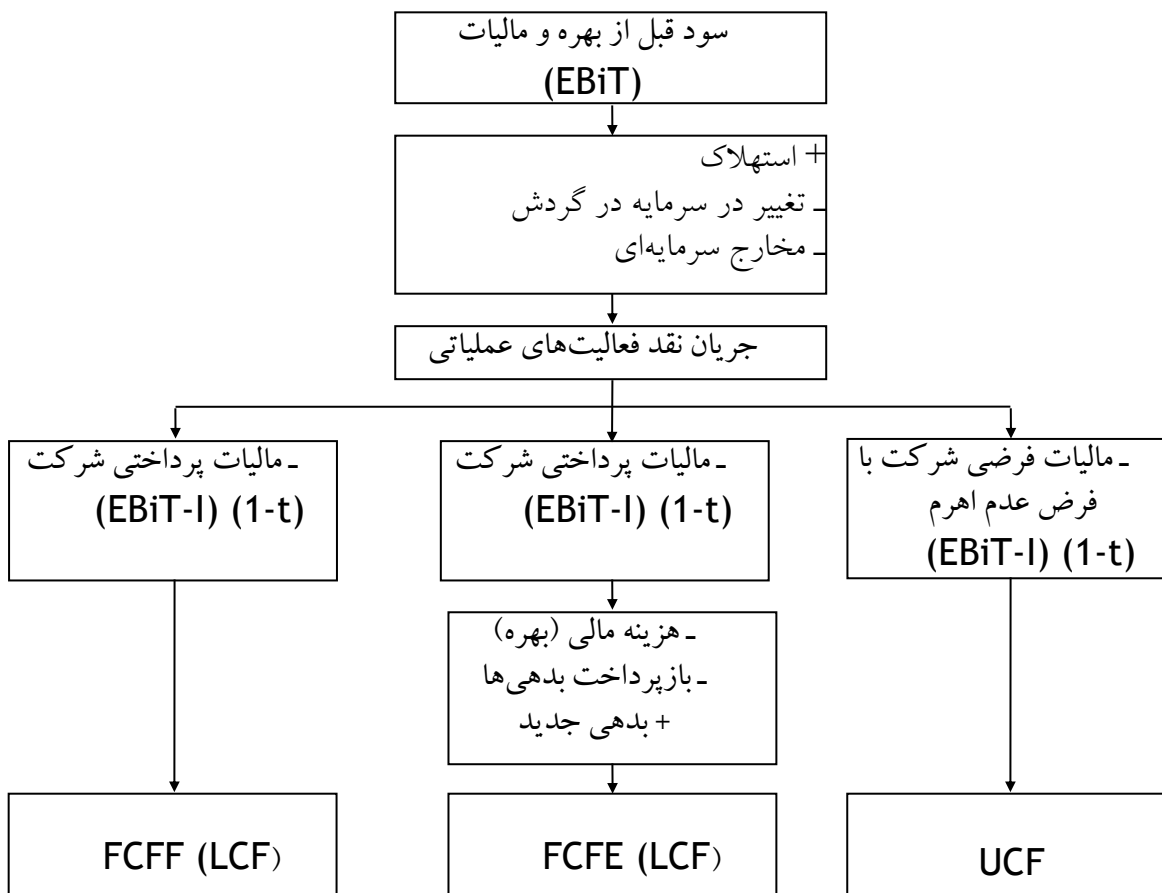 سود قبل از بهره و مالیات
(EBiT)
+ استهلاک
ـ تغییر در سرمایه در گردش
ـ مخارج سرمایه‌ای
جریان نقد فعالیت‌های عملیاتی
ـ مالیات فرضی شرکت با
فرض عدم اهرم
(EBiT-I) (1-t)
ـ مالیات پرداختی شرکت
(EBiT-I) (1-t)
ـ مالیات پرداختی شرکت
(EBiT-I) (1-t)
ـ هزینه مالی (بهره)
ـ بازپرداخت بدهی‌ها
+ بدهی جدید
UCF
FCFE (LCF)
FCFF (LCF)